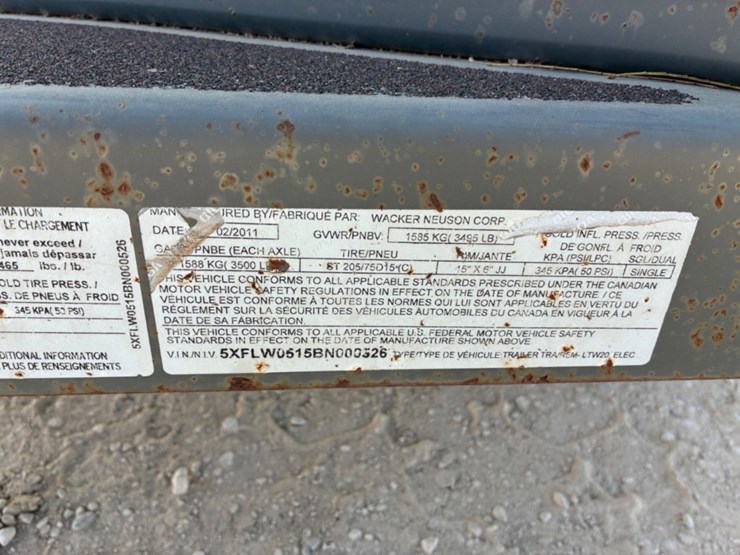 MATION
LE CHARGEMENT
never exceed /
jamais dépassar
465 lbs. / lb.
OLD TIRE PRESS. /
S. DE PNEUS À FROID
345 KPA( 50 PSI)
DITIONAL INFORMATION
PLUS DE RENSEIGNEMENTS
5XFLW0515BN000526
MAN URED BY/FABRIQUÉ PAR: WACKER NEUSON CORP.
DATE: 02/2011 GVWR/PNBV: 1585 KG( 3495 LB) COLD INFL. PRESS./PRESS.
DE GONFL. À FROID
PNBE (EACH AXLE) TIRE/PNEU RIM/JANTE KPA (PSI/LPC) SGL/DUAL
1588 KG( 3500 LB) ST 205/75D15(C) 15" X 6" JJ 345 KPA( 50 PSI) SINGLE
THIS VEHICLE CONFORMS TO ALL APPLICABLE STANDARDS PRESCRIBED UNDER THE CANADIAN
MOTOR VEHICLE SAFETY REGULATIONS IN EFFECT ON THE DATE OF MANUFACTURE. / CE
VÉHICULE EST CONFORME À TOUTES LES NORMES QUI LUI SONT APPLICABLES EN VERTU DU
RÈGLEMENT SUR LA SÉCURITÉ DES VÉHICULES AUTOMOBILES DU CANADA EN VIGUEUR À LA
DATE DE SA FABRICATION.
THIS VEHICLE CONFORMS TO ALL APPLICABLE U.S. FEDERAL MOTOR VEHICLE SAFETY
STANDARDS IN EFFECT ON THE DATE OF MANUFACTURE SHOWN ABOVE
V.I.N./N.I.V. 5XFLW0515BN000526 TYPE/TYPE DE VÉHICULE: TRAILER TRA/REM- LTW20, ELEC